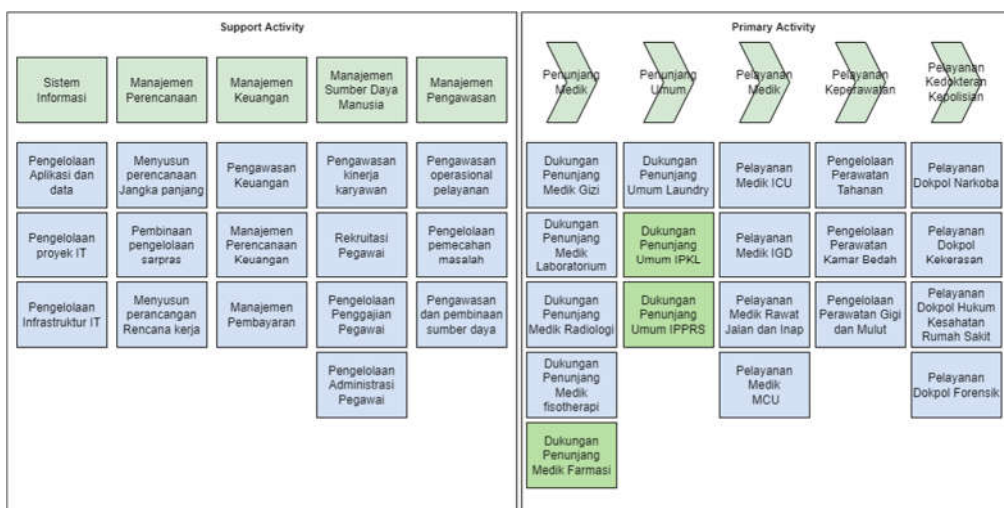 Support Activity
Sistem
Informasi
Manajemen
Perencanaan
Manajemen
Keuangan
Manajemen
Sumber Daya
Manusia
Manajemen
Pengawasan
Pengelolaan
Aplikasi dan
data
Menyusun
perencanaan
Jangka panjang
Pengawasan
Keuangan
Pengawasan
kinerja
karyawan
Pengawasan
operasional
pelayanan
Pengelolaan
proyek IT
Pembinaan
pengelolaan
sarpras
Manajemen
Perencanaan
Keuangan
Rekruitasi
Pegawai
Pengelolaan
pemecahan
masalah
Pengelolaan
Infrastruktur IT
Menyusun
perancangan
Rencana kerja
Manajemen
Pembayaran
Pengelolaan
Penggajian
Pegawai
Pengawasan
dan pembinaan
sumber daya
Pengelolaan
Administrasi
Pegawai
Primary Activity
Penunjang
Medik
Penunjang
Umum
Pelayanan
Medik
Pelayanan
Keperawatan
Pelayanan
Kedokteran
Kepolisian
Dukungan
Penunjang
Medik Gizi
Dukungan
Penunjang
Umum Laundry
Pelayanan
Medik ICU
Pengelolaan
Perawatan
Tahanan
Pelayanan
Dokpol Narkoba
Dukungan
Penunjang
Medik
Laboratorium
Dukungan
Penunjang
Umum IPKL
Pelayanan
Medik IGD
Pengelolaan
Perawatan
Kamar Bedah
Pelayanan
Dokpol
Kekerasan
Dukungan
Penunjang
Medik Radiologi
Dukungan
Penunjang
Umum IPPRS
Pelayanan
Medik Rawat
Jalan dan Inap
Pengelolaan
Perawatan Gigi
dan Mulut
Pelayanan
Dokpol Hukum
Kesahatan
Rumah Sakit
Dukungan
Penunjang
Medik
fisotherapi
Pelayanan
Medik
MCU
Pelayanan
Dokpol Forensik
Dukungan
Penunjang
Medik Farmasi